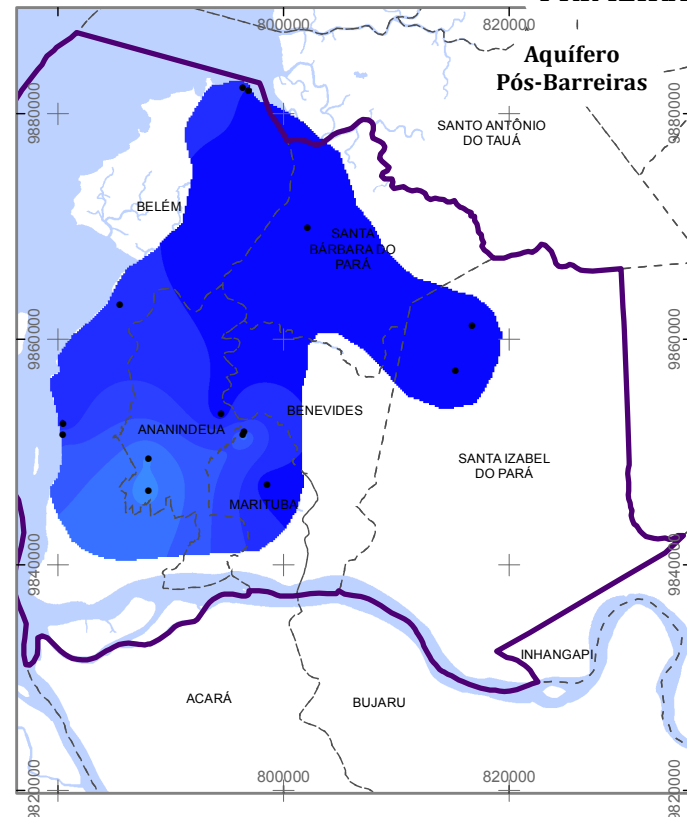 800000
820000
Aquífero
Pós-Barreiras
9880000
9880000
SANTO ANTÔNIO
DO TAUÁ
BELÉM
SANTA
BÁRBARA DO
PARÁ
9860000
9860000
BENEVIDES
ANANINDEUA
SANTA IZABEL
DO PARÁ
MARITUBA
9840000
9840000
INHANGAPI
ACARÁ
BUJARU
9820000
9820000
800000
820000